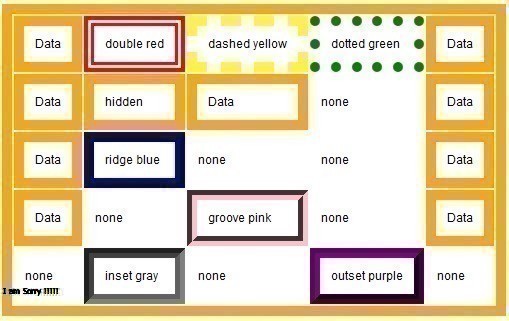 Data double red dashed yellow dotted green Data
Data hidden Data none Data
Data ridge blue none none Data
Data none groove pink none Data
none inset gray none outset purple none
I am Sorry !!!!!